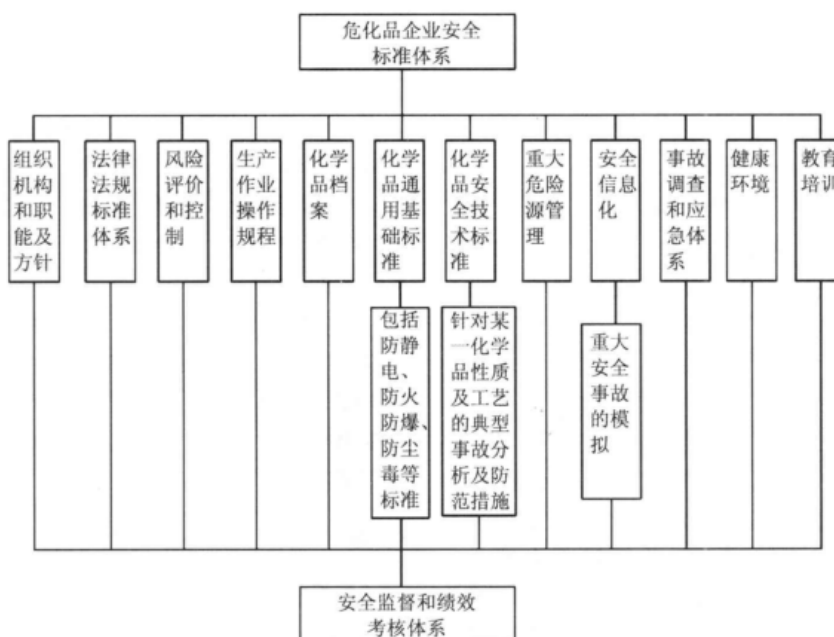 危化品企业安全
标准体系
组织
机构
和职
能及
方针
法律
法规
标准
体系
风险
评价
和控
制
生产
作业
操作
规程
化学
品档
案
化学
品通
用基
础标
准
化学
品安
全技
术标
准
重大
危险
源管
理
安全
信息
化
事故
调查
和应
急体
系
健康
环境
教育
培训
包括
防静
电、
防火
防爆、
防尘
毒等
标准
针对某
一化学
品性质
及工艺
的典型
事故分
析及防
范措施
重大
安全
事故
的模
拟
安全监督和绩效
考核体系